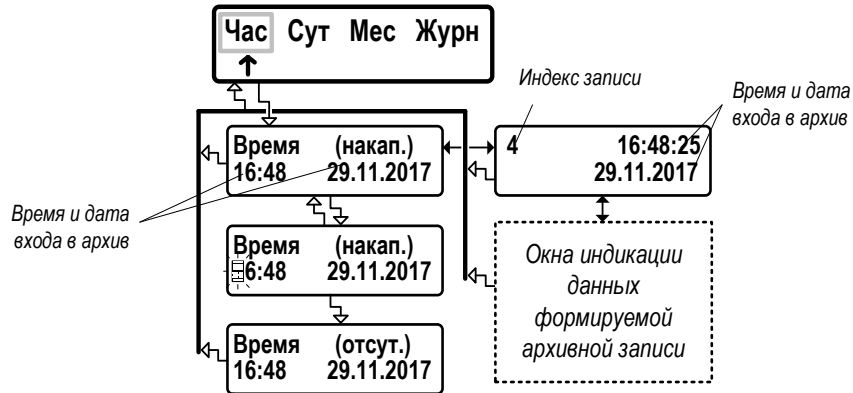 Час Сут Мес Журн
Индекс записи
Время и дата
входа в архив
Время (накап.)
16:48 29.11.2017
4 16:48:25
29.11.2017
Время и дата
входа в архив
Время (накап.)
6:48 29.11.2017
Окна индикации
данных
формируемой
архивной записи
Время (отсут.)
16:48 29.11.2017